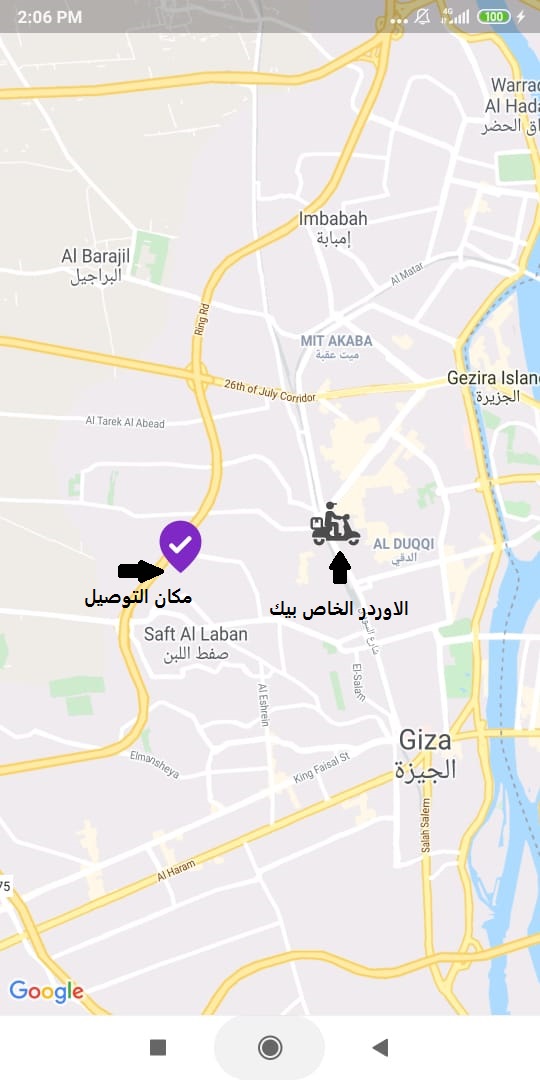 2:06 PM
4G
100
Warraq
Al Hada
اق الحضر
Imbabah
إمبابة
Al Barajil
البراجيل
Al Matar
Ring Rd
MIT AKABA
ميت عقبة
Gezira Island
الجزيرة
26th of July Corridor
Al Tarek Al Abead
AL DUQQI
الدقي
مكان التوصيل
الاوردر الخاص بيك
Saft Al Laban
صفط اللبن
شارع
El-Salam
Al Eshrein
Giza
الجيزة
Elmansheya
King Faisal St
Salah Salem
Al Haram
75
Google